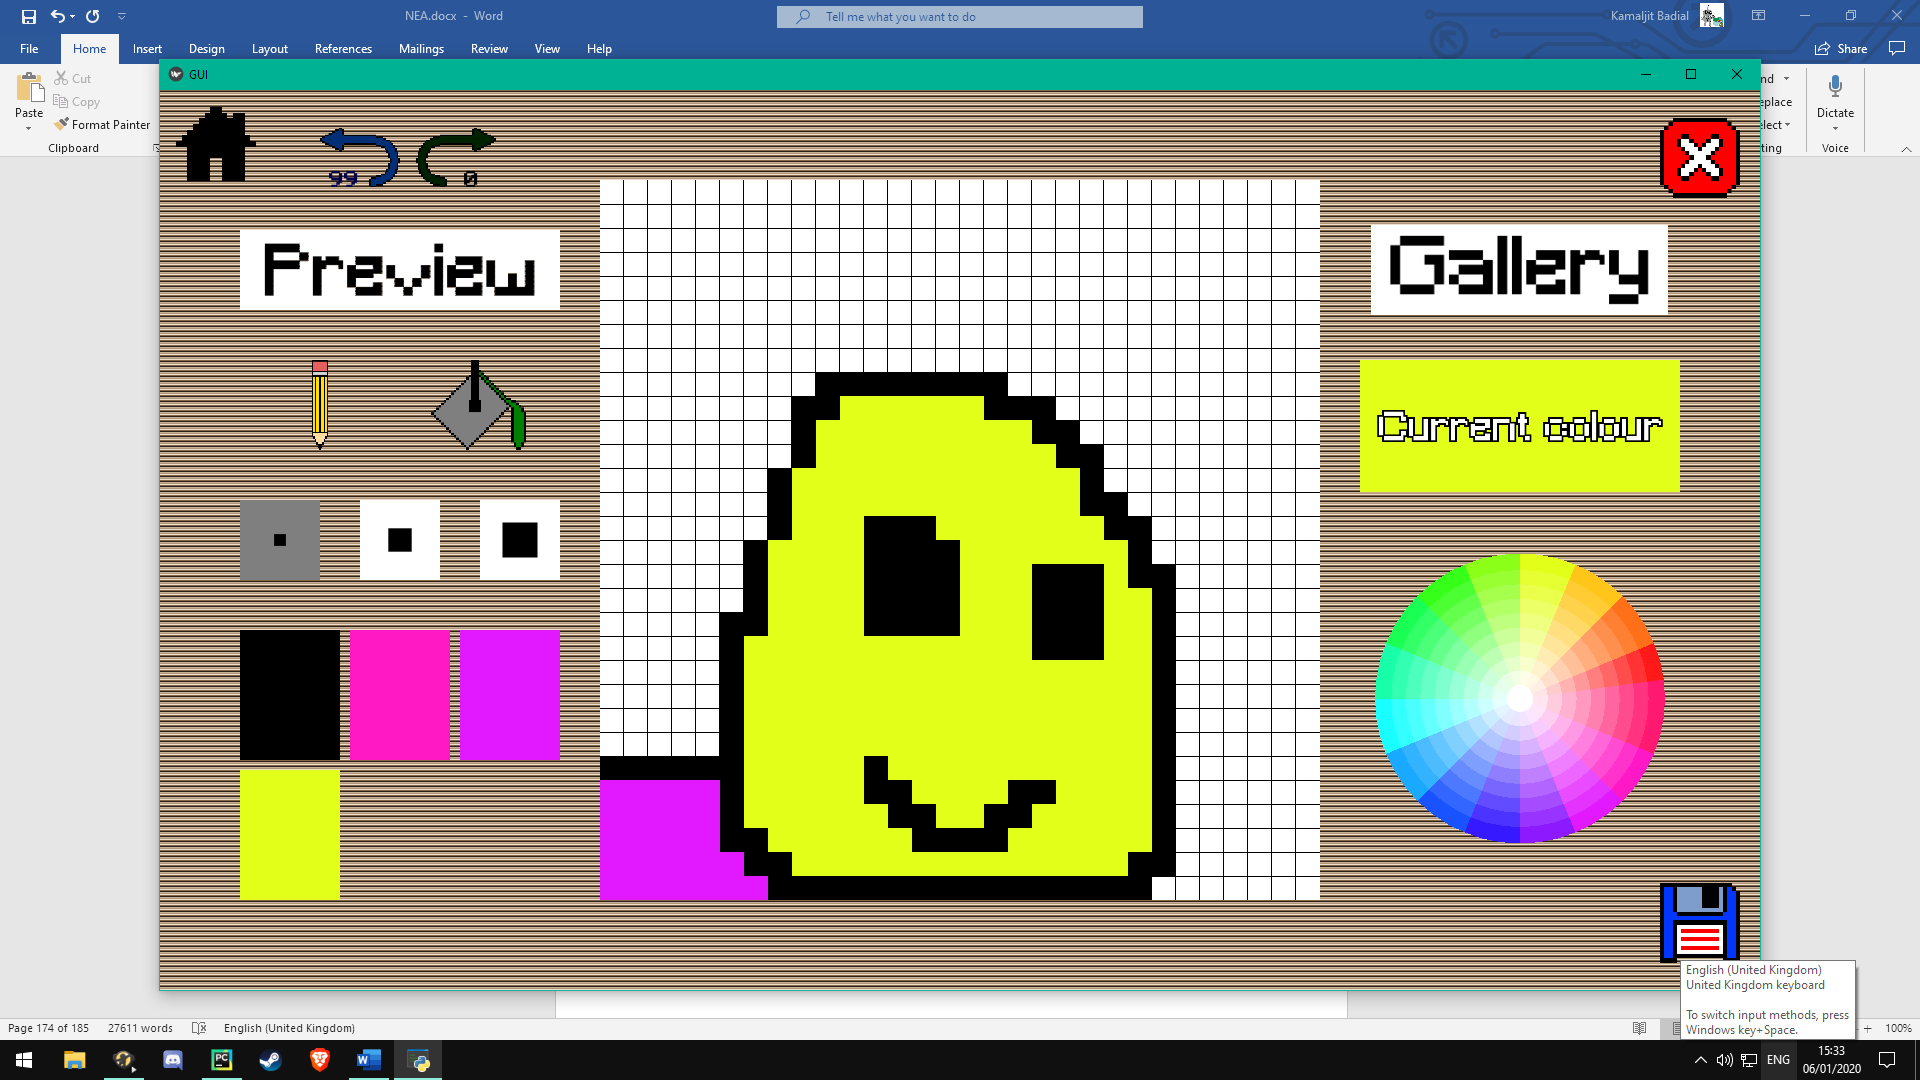 NEA.docx - Word
Tell me what you want to do
Kamaljit Badial
File Home Insert Design Layout References Mailings Review View Help
Share
GUI
Paste
Cut
Copy
Format Painter
Clipboard
Dictate
Voice
99 0
Preview
Gallery
Current colour
English (United Kingdom)
United Kingdom keyboard
To switch input methods, press
Windows key+Space.
Page 174 of 185 27611 words English (United Kingdom)
100%
PC
W
ENG
15:33
06/01/2020